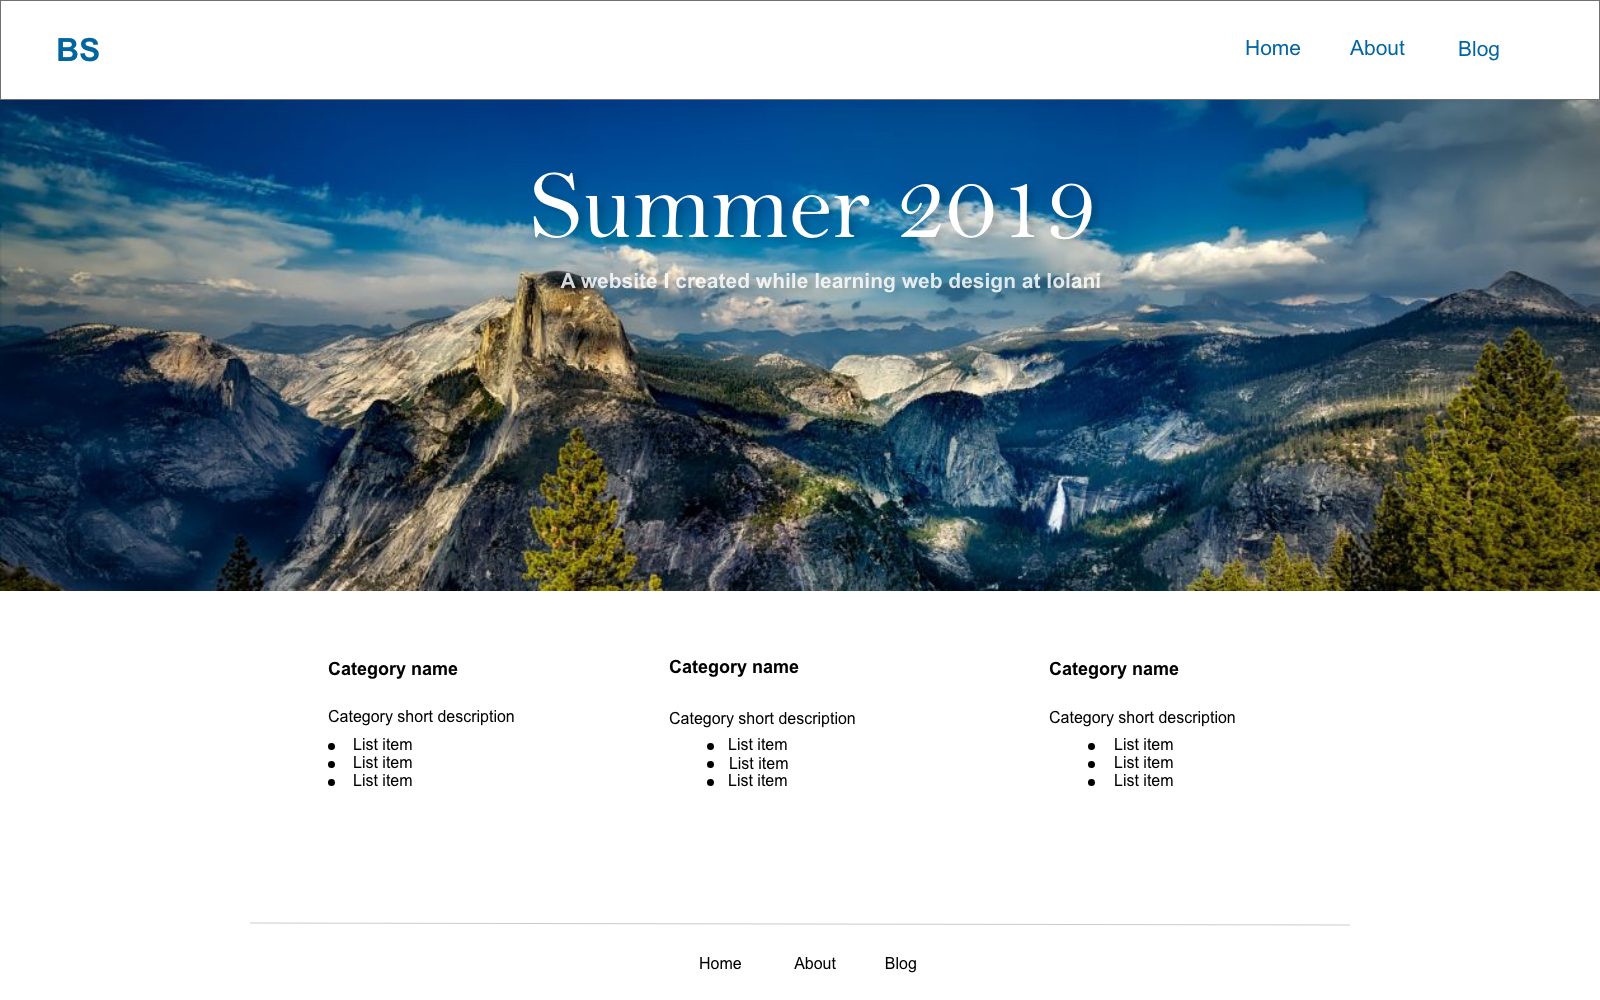 BS
Home About Blog
Summer 2019
A website I created while learning web design at Iolani
Category name
Category short description
List item
List item
List item
Category name
Category short description
List item
List item
List item
Category name
Category short description
List item
List item
List item
Home About Blog